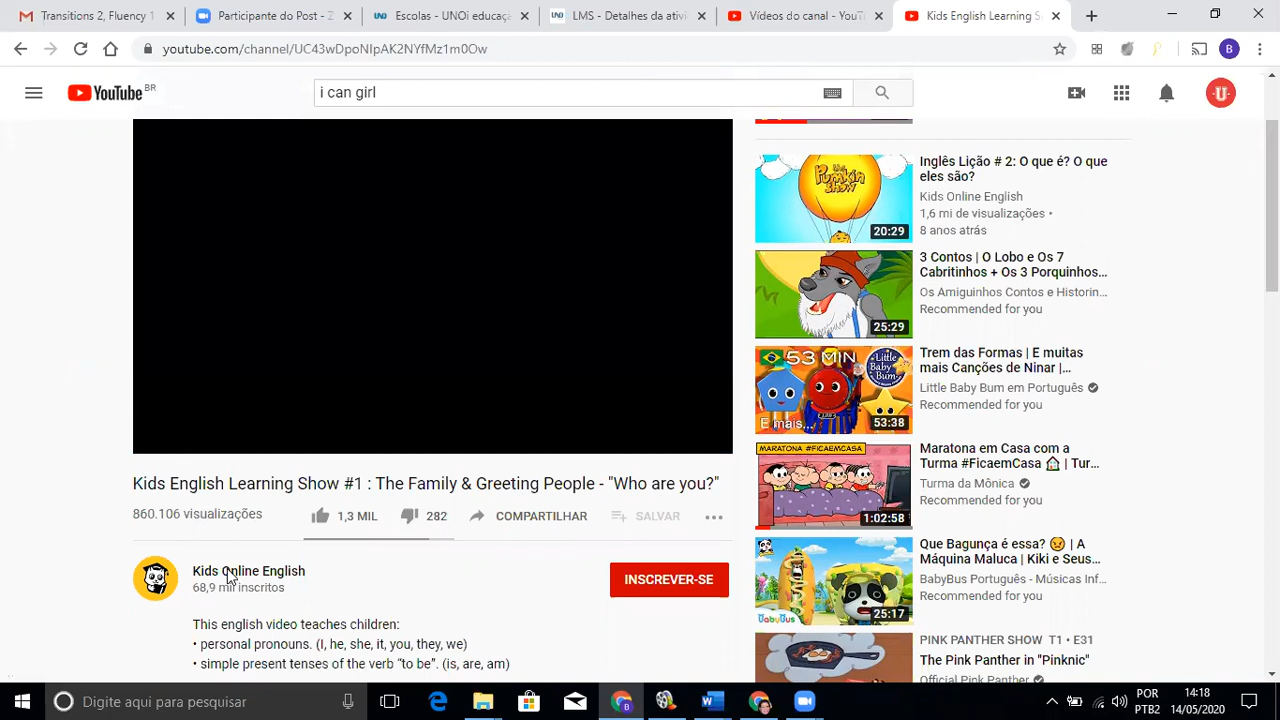 Transitions 2, Fluency 1
Participante do Post - Z
Escolas - UNOi educaç
LMS - Detalhes da ativi
Vídeos do canal - YouT
Kids English Learning S
youtube.com/channel/UC43wDpoNIpAK2NYfMz1m0Ow
B
YouTube BR
i can girl
Inglês Lição # 2: O que é? O que
eles são?
Kids Online English
1,6 mi de visualizações •
8 anos atrás
The Pumkin Show
20:29
3 Contos | O Lobo e Os 7
Cabritinhos + Os 3 Porquinhos...
Os Amiguinhos Contos e Historin...
Recommended for you
25:29
Trem das Formas | E muitas
mais Canções de Ninar |...
Little Baby Bum em Português
Recommended for you
53 MIN
Little Baby Bum
E mais...
53:38
Maratona em Casa com a
Turma #FicaemCasa 🏠 | Tur...
Turma da Mônica
Recommended for you
MARATONA #FICAEMCASA
1:02:58
Que Bagunça é essa? 😡 | A
Máquina Maluca | Kiki e Seus...
BabyBus Português - Músicas Inf...
Recommended for you
BabyBus
25:17
PINK PANTHER SHOW T1 • E31
The Pink Panther in "Pinknic"
Official Pink Panther
Kids English Learning Show #1 : The Family & Greeting People - "Who are you?"
860.106 visualizações
1,3 MIL
282
COMPARTILHAR
SALVAR
Kids Online English
68,9 mil inscritos
INSCREVER-SE
This english video teaches children:
• personal pronouns. (I, he, she, it, you, they, we)
• simple present tenses of the verb “to be”. (is, are, am)
Digite aqui para pesquisar
POR
PTB2
14:18
14/05/2020